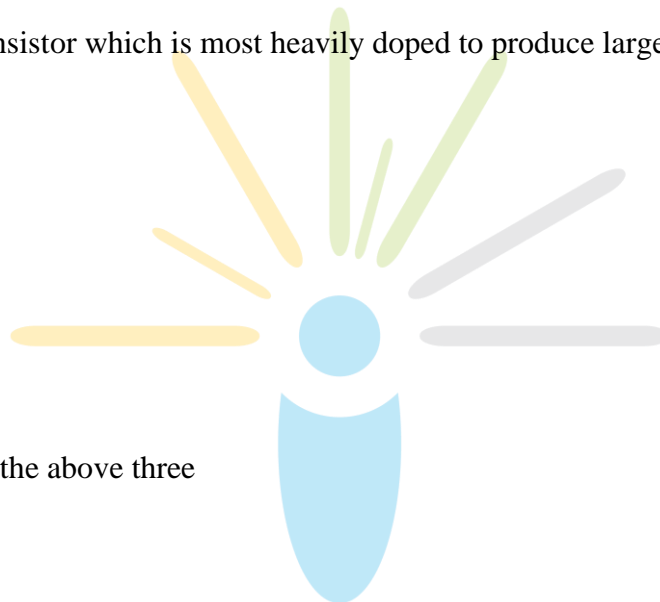 nsistor which is most heavily doped to produce large
the above three